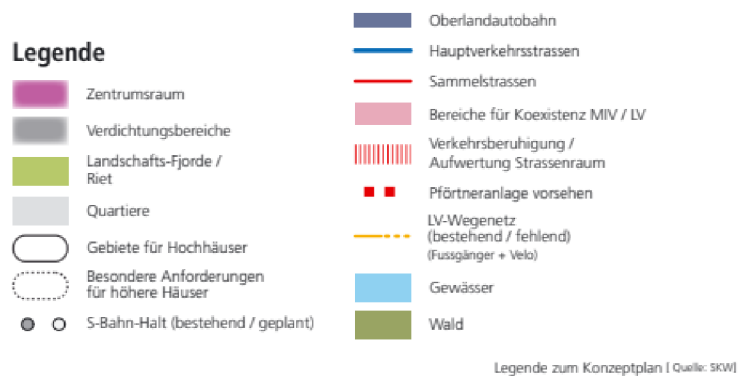 Legende
Zentrumsraum
Verdichtungsbereiche
Landschafts-Fjorde /
Riet
Quartiere
Gebiete für Hochhäuser
Besondere Anforderungen
für höhere Häuser
S-Bahn-Halt (bestehend / geplant)
Oberlandautobahn
Hauptverkehrsstrassen
Sammelstrassen
Bereiche für Koexistenz MIV / LV
Verkehrsberuhigung /
Aufwertung Strassenraum
Pförtneranlage vorsehen
LV-Wegenetz
(bestehend / fehlend)
(Fussgänger + Velo)
Gewässer
Wald
Legende zum Konzeptplan [ Quelle: SKW]